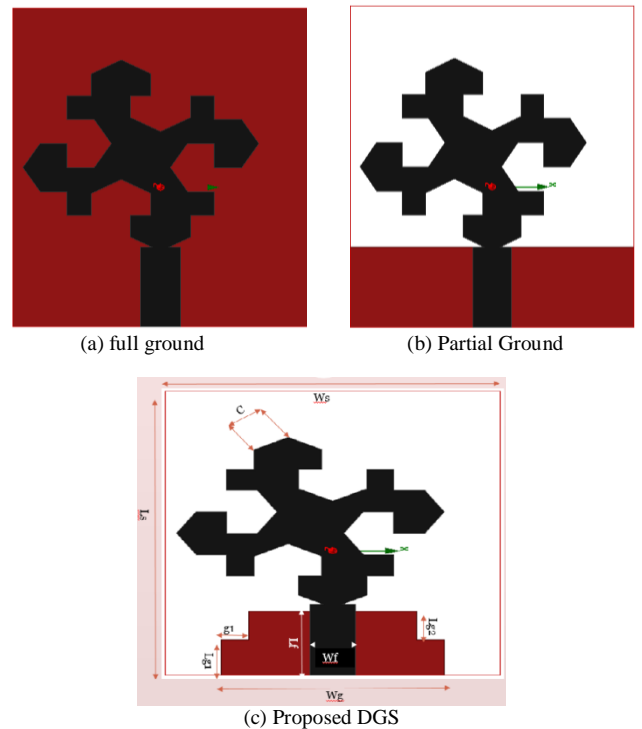 (a) full ground
(b) Partial Ground
Ws
C
Ls
g1
Lg2
Lf
Wf
Lg1
Wg
(c) Proposed DGS